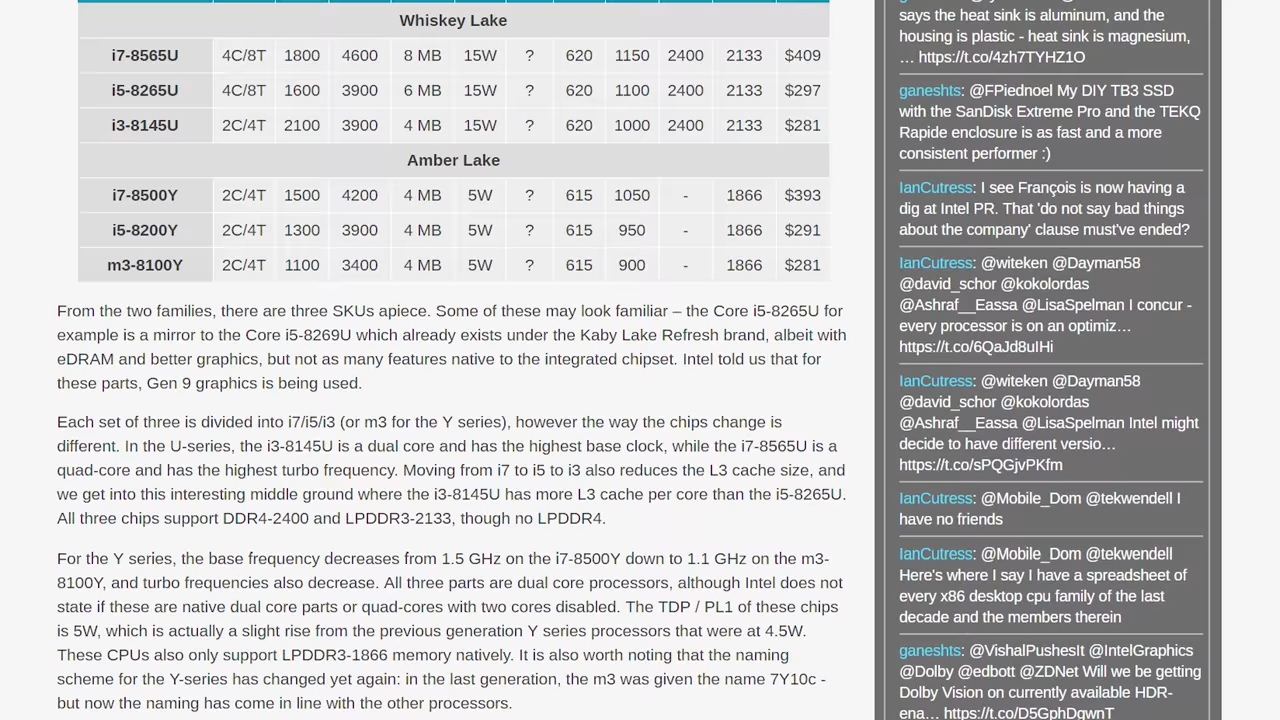 Whiskey Lake
i7-8565U 4C/8T 1800 4600 8 MB 15W ? 620 1150 2400 2133 $409
i5-8265U 4C/8T 1600 3900 6 MB 15W ? 620 1100 2400 2133 $297
i3-8145U 2C/4T 2100 3900 4 MB 15W ? 620 1000 2400 2133 $281
Amber Lake
i7-8500Y 2C/4T 1500 4200 4 MB 5W ? 615 1050 - 1866 $393
i5-8200Y 2C/4T 1300 3900 4 MB 5W ? 615 950 - 1866 $291
m3-8100Y 2C/4T 1100 3400 4 MB 5W ? 615 900 - 1866 $281
From the two families, there are three SKUs apiece. Some of these may look familiar – the Core i5-8265U for
example is a mirror to the Core i5-8269U which already exists under the Kaby Lake Refresh brand, albeit with
eDRAM and better graphics, but not as many features native to the integrated chipset. Intel told us that for
these parts, Gen 9 graphics is being used.
Each set of three is divided into i7/i5/i3 (or m3 for the Y series), however the way the chips change is
different. In the U-series, the i3-8145U is a dual core and has the highest base clock, while the i7-8565U is a
quad-core and has the highest turbo frequency. Moving from i7 to i5 to i3 also reduces the L3 cache size, and
we get into this interesting middle ground where the i3-8145U has more L3 cache per core than the i5-8265U.
All three chips support DDR4-2400 and LPDDR3-2133, though no LPDDR4.
For the Y series, the base frequency decreases from 1.5 GHz on the i7-8500Y down to 1.1 GHz on the m3-
8100Y, and turbo frequencies also decrease. All three parts are dual core processors, although Intel does not
state if these are native dual core parts or quad-cores with two cores disabled. The TDP / PL1 of these chips
is 5W, which is actually a slight rise from the previous generation Y series processors that were at 4.5W.
These CPUs also only support LPDDR3-1866 memory natively. It is also worth noting that the naming
scheme for the Y-series has changed yet again: in the last generation, the m3 was given the name 7Y10c -
but now the naming has come in line with the other processors.
says the heat sink is aluminum, and the
housing is plastic - heat sink is magnesium,
… https://t.co/4zh7TYHZ1O
ganeshts: @FPiednoel My DIY TB3 SSD
with the SanDisk Extreme Pro and the TEKQ
Rapide enclosure is as fast and a more
consistent performer :)
IanCutress: I see François is now having a
dig at Intel PR. That 'do not say bad things
about the company' clause must've ended?
IanCutress: @witeken @Dayman58
@david_schor @kokolordas
@Ashraf__Eassa @LisaSpelman I concur -
every processor is on an optimiz…
https://t.co/6QaJd8uIHi
IanCutress: @witeken @Dayman58
@david_schor @kokolordas
@Ashraf__Eassa @LisaSpelman Intel might
decide to have different versio…
https://t.co/sPQGjvPKfm
IanCutress: @Mobile_Dom @tekwendell I
have no friends
IanCutress: @Mobile_Dom @tekwendell
Here's where I say I have a spreadsheet of
every x86 desktop cpu family of the last
decade and the members therein
ganeshts: @VishalPushesIt @IntelGraphics
@Dolby @edbott @ZDNet Will we be getting
Dolby Vision on currently available HDR-
ena… https://t.co/D5GphDgwnT